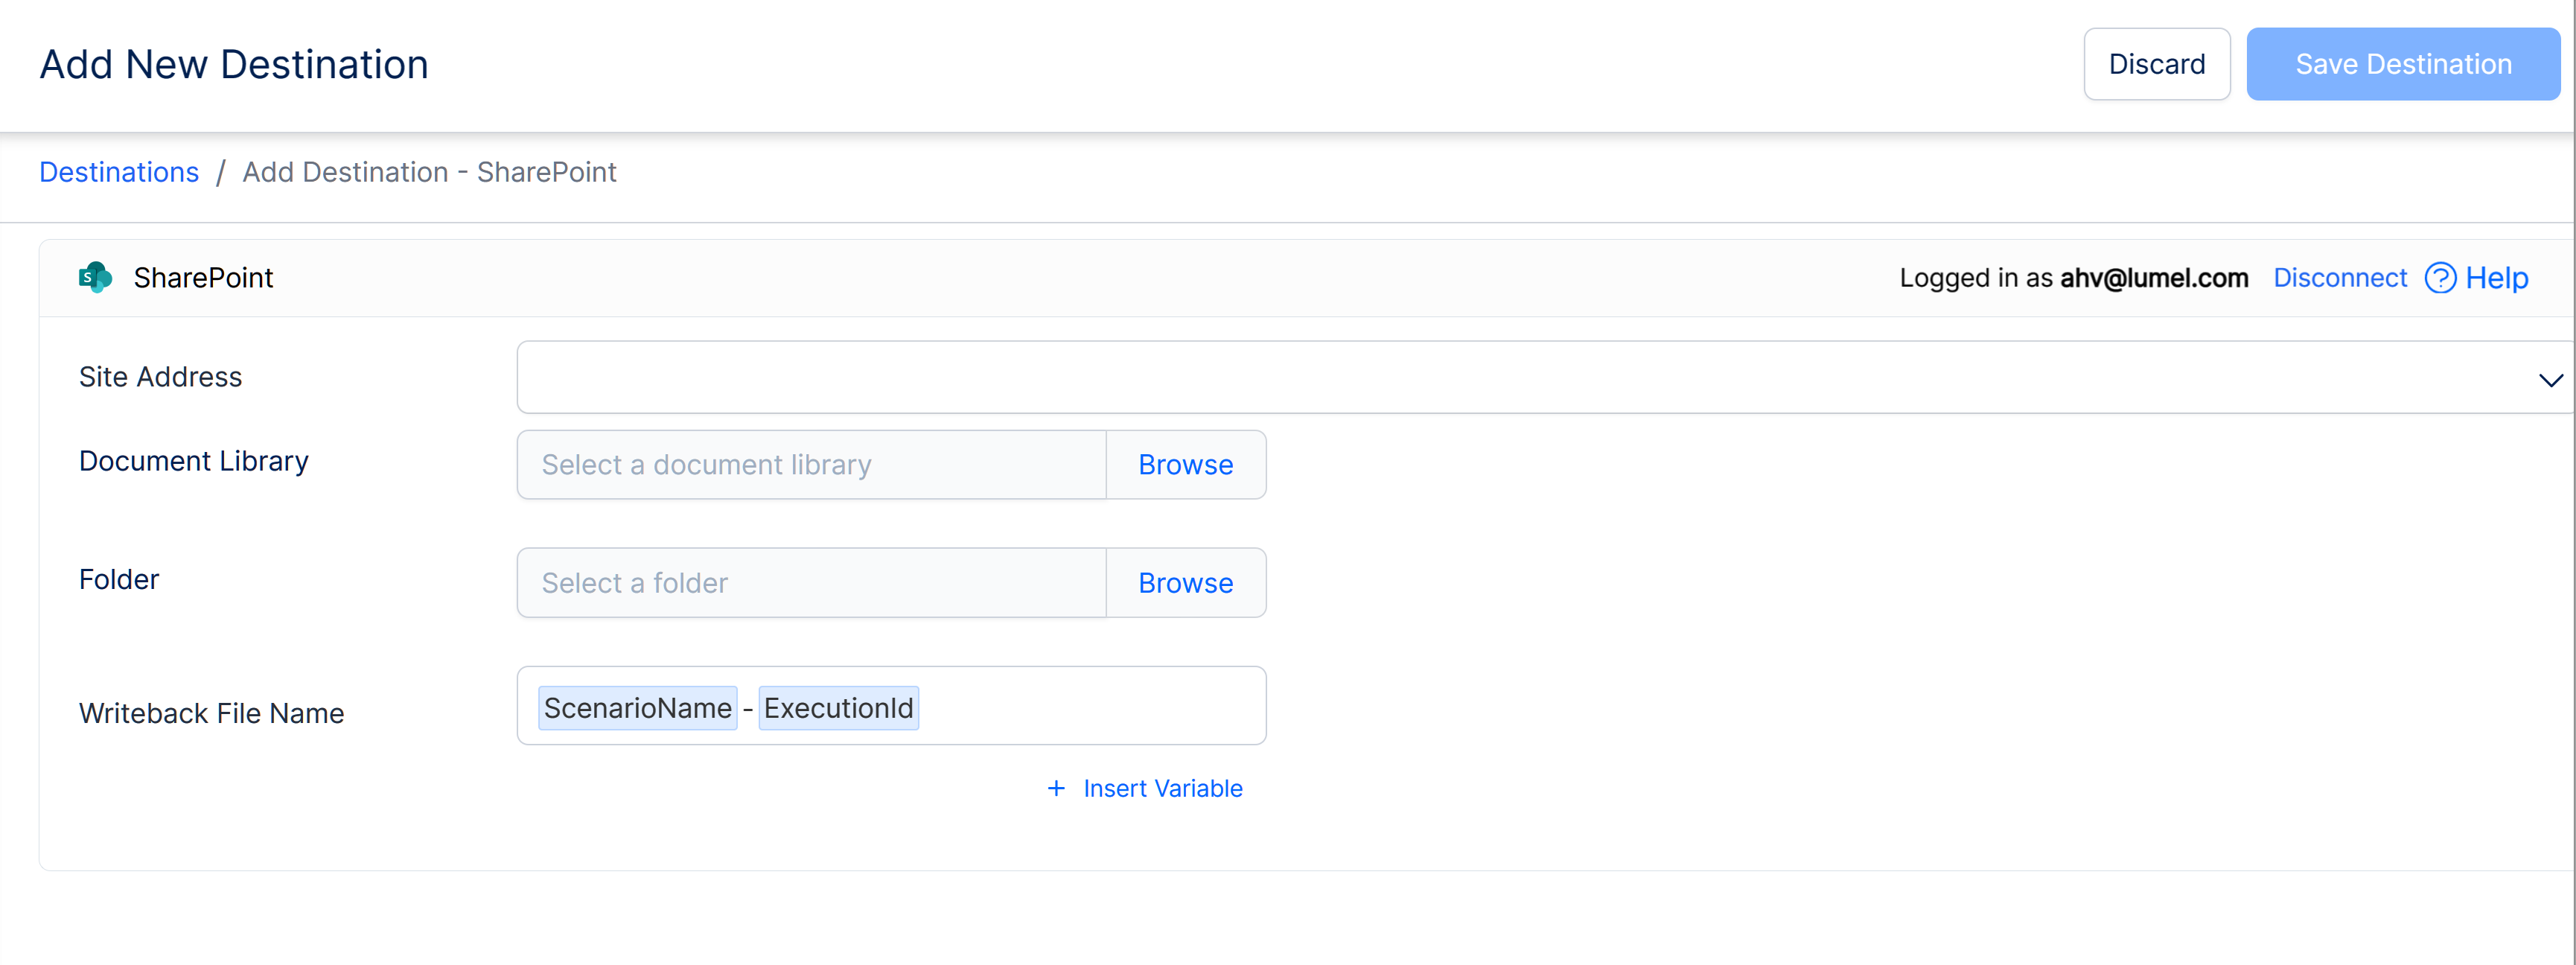 Add New Destination
Discard
Save Destination
Destinations / Add Destination - SharePoint
S SharePoint
Logged in as ahv@lumel.com Disconnect ? Help
Site Address
Document Library
Select a document library
Browse
Folder
Select a folder
Browse
Writeback File Name
ScenarioName - ExecutionId
+ Insert Variable